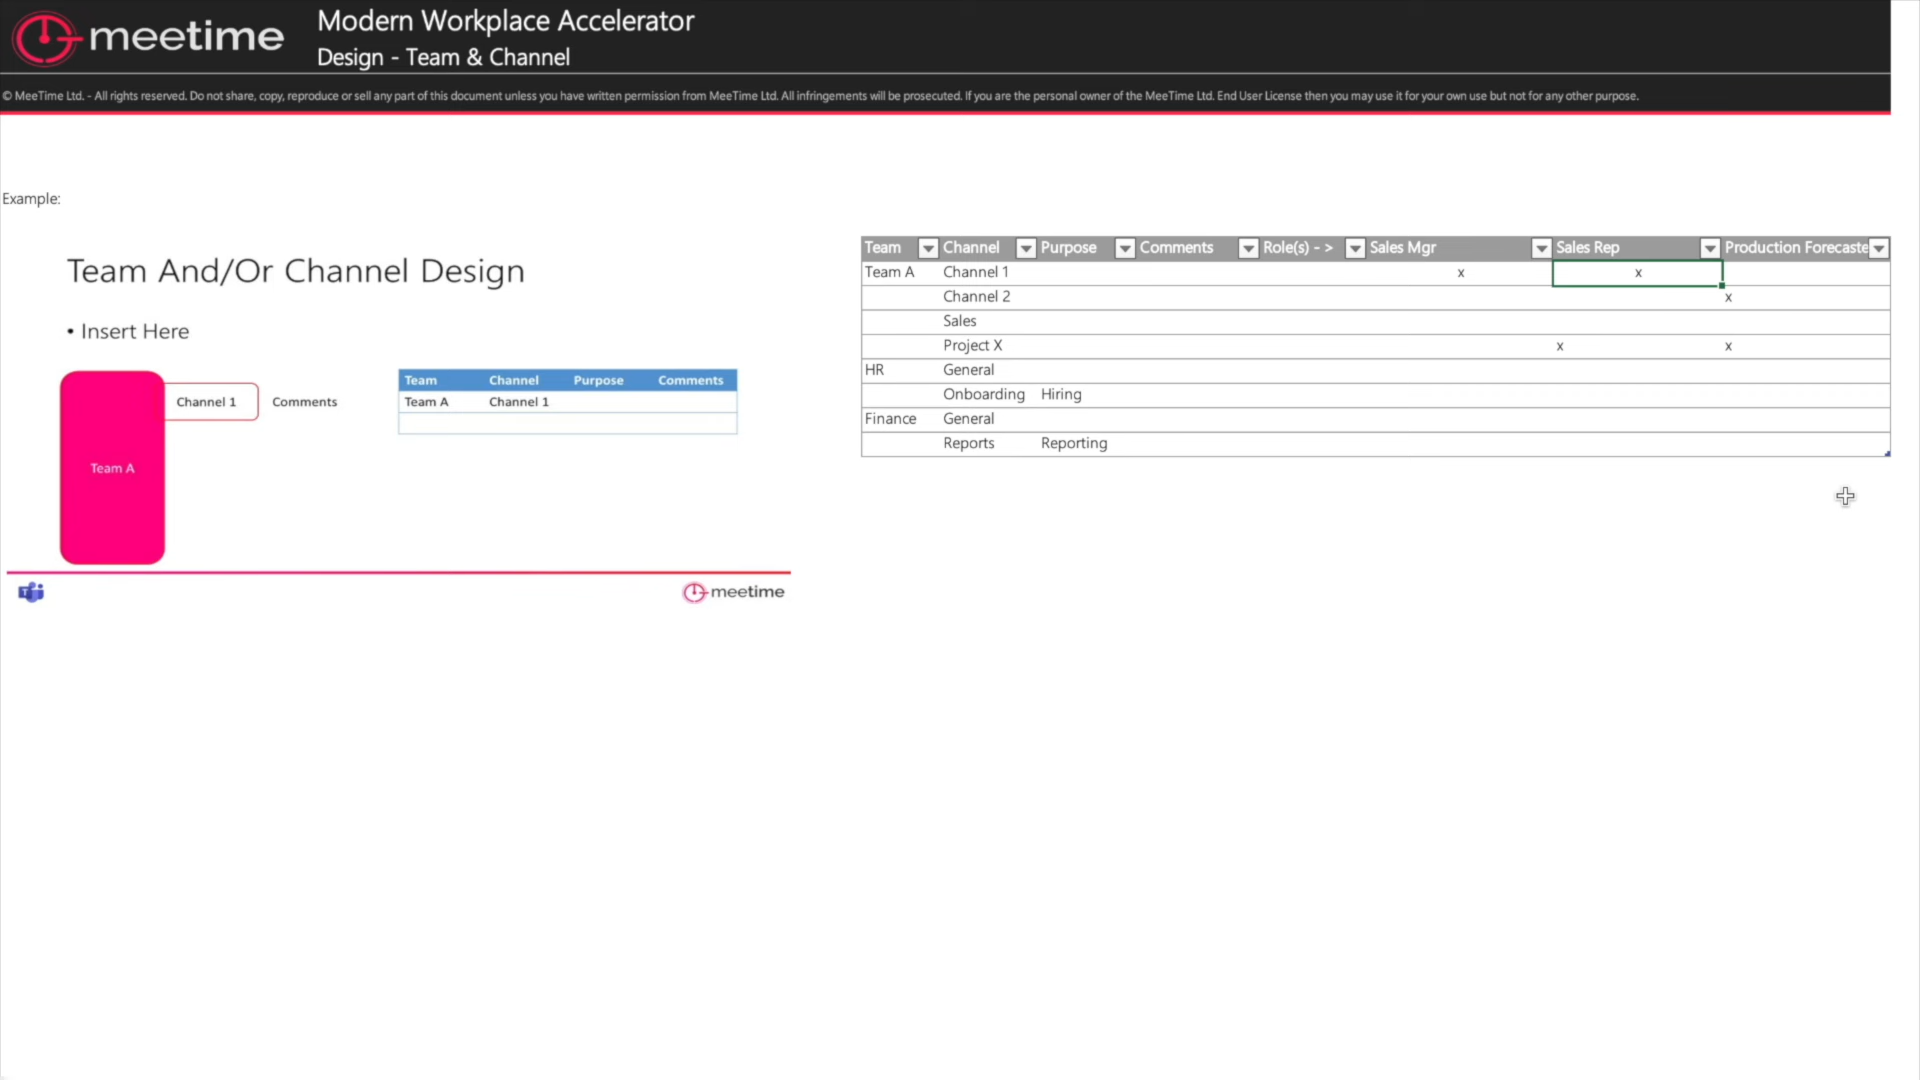 meetime
Modern Workplace Accelerator
Design - Team & Channel
© MeeTime Ltd. - All rights reserved. Do not share, copy, reproduce or sell any part of this document unless you have written permission from MeeTime Ltd. All infringements will be prosecuted. If you are the personal owner of the MeeTime Ltd. End User License then you may use it for your own use but not for any other purpose.
Example:
Team And/Or Channel Design
• Insert Here
Team A
Channel 1
Comments
Team Channel Purpose Comments
Team A Channel 1
meetime
Team Channel Purpose Comments Role(s) - > Sales Mgr Sales Rep Production Forecaste
Team A Channel 1 x x
Channel 2 x
Sales
Project X x x
HR General
Onboarding Hiring
Finance General
Reports Reporting